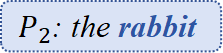 P₂: the rabbit